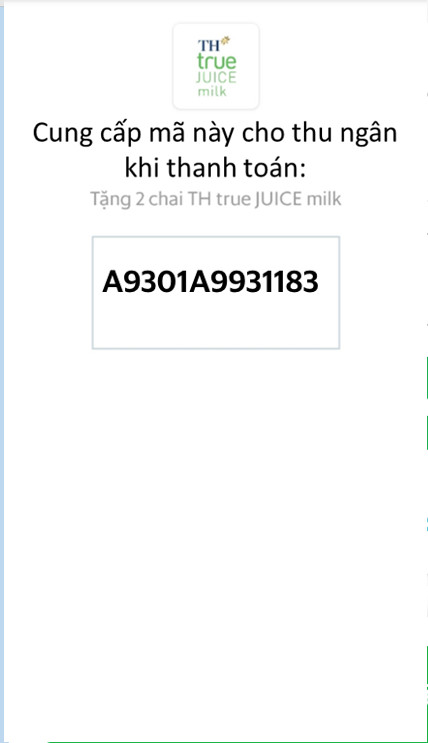 TH
true
JUICE
milk
Cung cấp mã này cho thu ngân
khi thanh toán:
Tặng 2 chai TH true JUICE milk
A9301A9931183